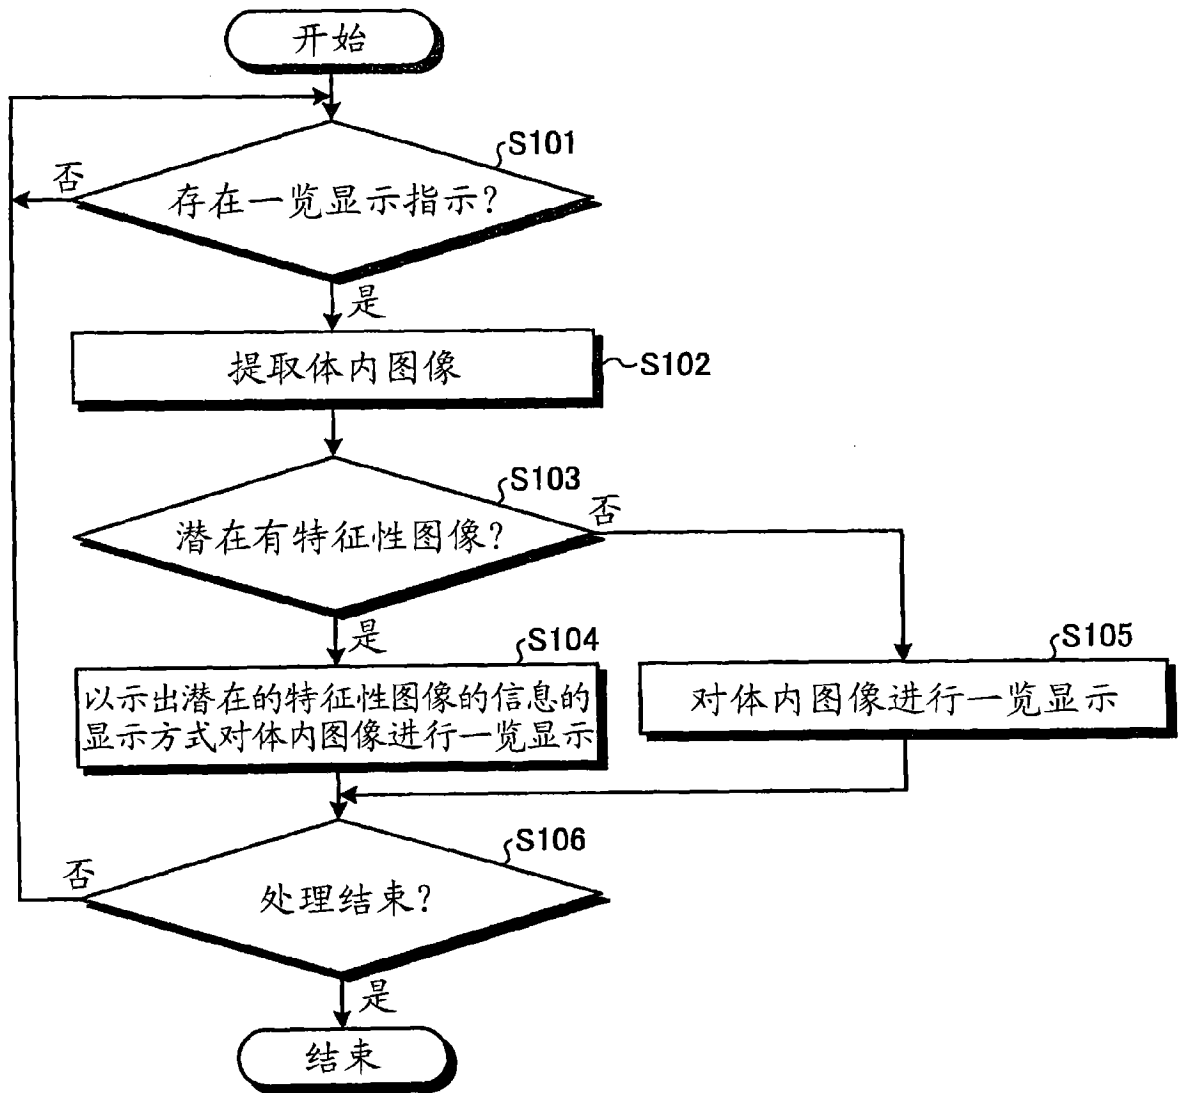 开始
S101
否
存在一览显示指示?
是
提取体内图像
S102
S103
否
潜在有特征性图像?
是
S104
S105
以示出潜在的特征性图像的信息的
显示方式对体内图像进行一览显示
对体内图像进行一览显示
S106
否
处理结束?
是
结束